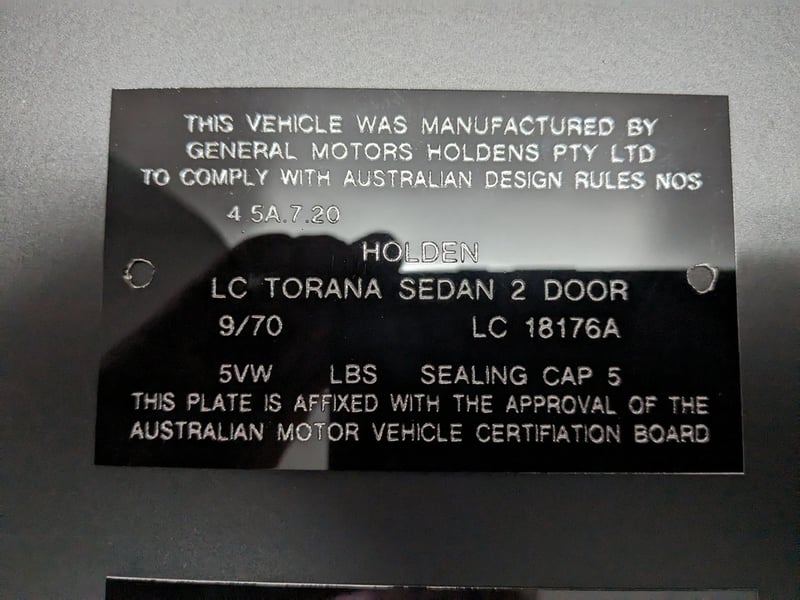 THIS VEHICLE WAS MANUFACTURED BY
GENERAL MOTORS HOLDENS PTY LTD
TO COMPLY WITH AUSTRALIAN DESIGN RULES NOS
4 5A.7.20
HOLDEN
LC TORANA SEDAN 2 DOOR
9/70 LC 18176A
5VW LBS SEALING CAP 5
THIS PLATE IS AFFIXED WITH THE APPROVAL OF THE
AUSTRALIAN MOTOR VEHICLE CERTIFIATION BOARD